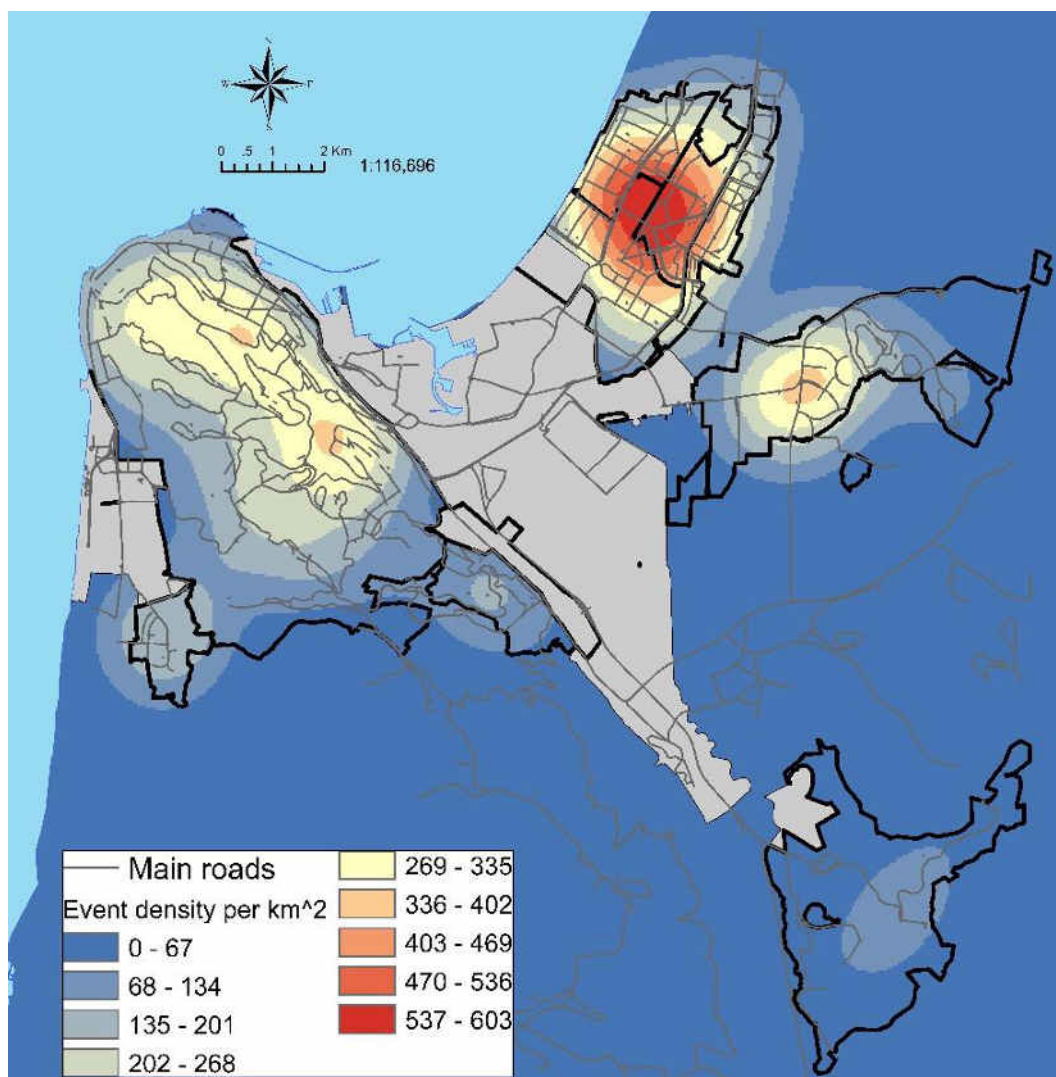 N
W
E
S
0 .5 1 2 Km
1:116,696
Main roads
Event density per km^2
0 - 67
68 - 134
135 - 201
202 - 268
269 - 335
336 - 402
403 - 469
470 - 536
537 - 603